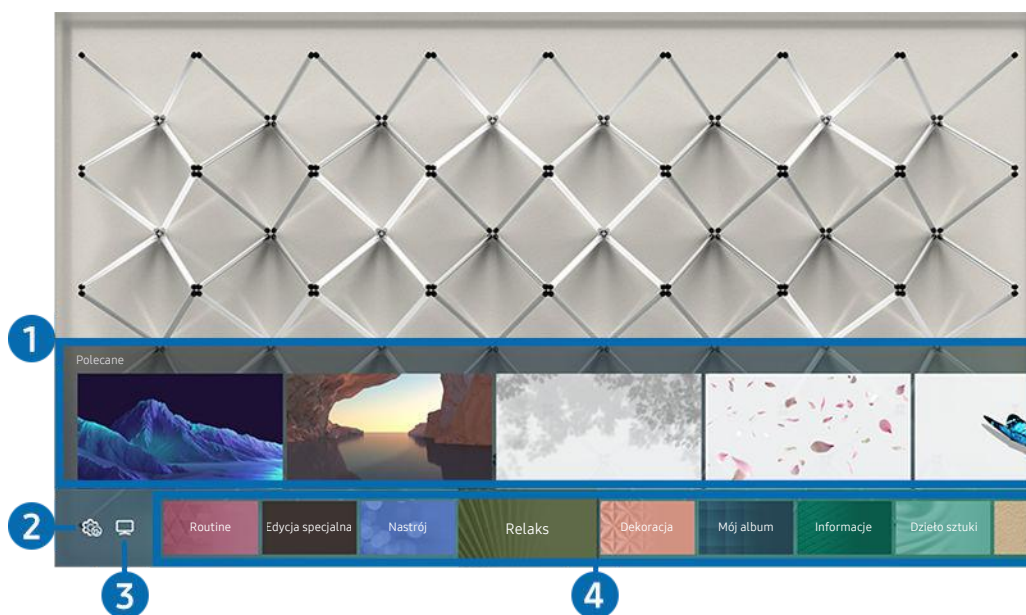 1
Polecane
2
3
Routine
Edycja specjalna
Nastrój
Relaks
Dekoracja
Mój album
Informacje
Dzieło sztuki
4